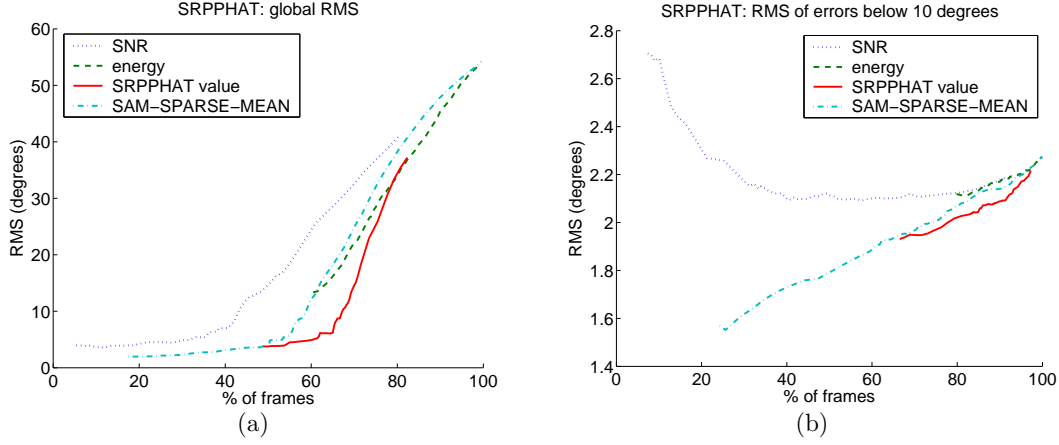 SRPPHAT: global RMS
60
50
40
30
20
10
0
RMS (degrees)
SNR
energy
SRPPHAT value
SAM−SPARSE−MEAN
0 20 40 60 80 100
% of frames
(a)
SRPPHAT: RMS of errors below 10 degrees
2.8
2.6
2.4
2.2
2
1.8
1.6
1.4
RMS (degrees)
SNR
energy
SRPPHAT value
SAM−SPARSE−MEAN
0 20 40 60 80 100
% of frames
(b)